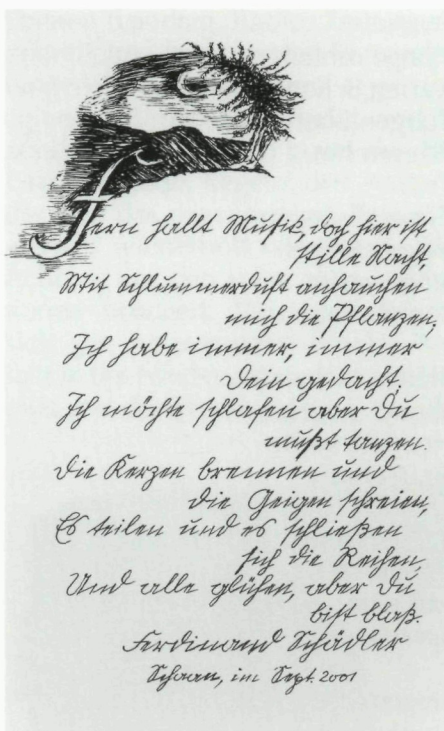 Fern hallt Musik, doch hier ist
stille Nacht,
Mit Schlummerduft anhauchen
mich die Pflanzen,
Ich habe immer, immer
Dein gedacht.
Ich möchte schlafen aber Du
mußt tanzen.
Die Kerzen brennen und
die Geigen schreien,
Es teilen und es schließen
sich die Reihen,
Und alle glühen, aber Du
bist blaß.
Ferdinand Schädler
Schaan, im Sept. 2001